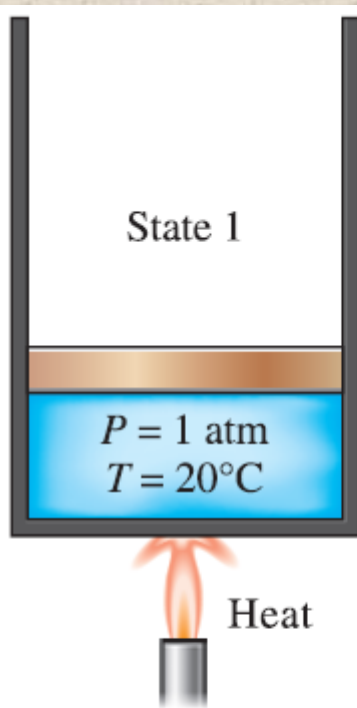 State 1
P = 1 atm
T = 20°C
Heat